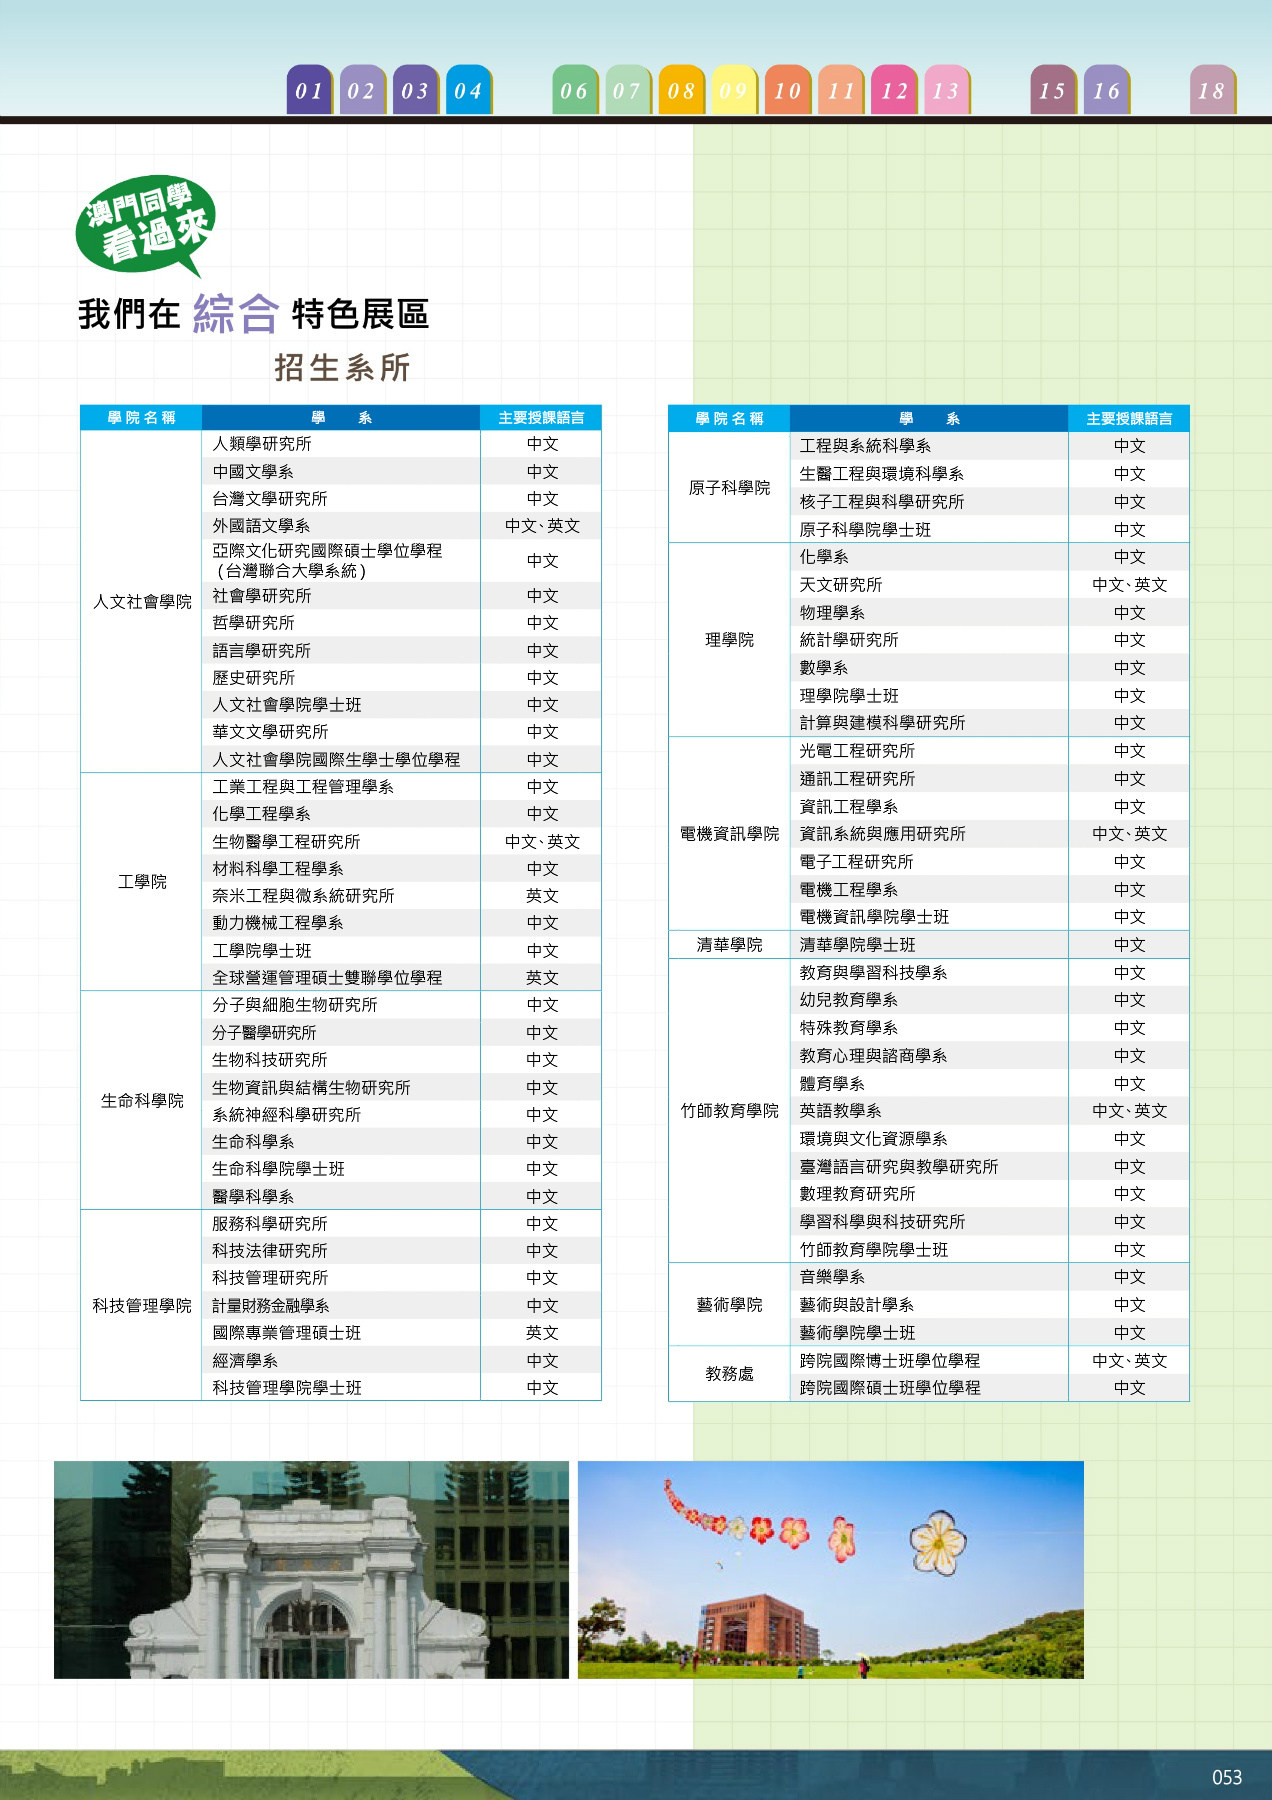 01 02 03 04 06 07 08 09 10 11 12 13 15 16 18
澳門同學
看過來
我們在 綜合 特色展區
招生系所
學院名稱 學系 主要授課語言
人文社會學院
人類學研究所 中文
中國文學系 中文
台灣文學研究所 中文
外國語文學系 中文、英文
亞際文化研究國際碩士學位學程
(台灣聯合大學系統) 中文
社會學研究所 中文
哲學研究所 中文
語言學研究所 中文
歷史研究所 中文
人文社會學院學士班 中文
華文文學研究所 中文
人文社會學院國際生學士學位學程 中文
工學院
工業工程與工程管理學系 中文
化學工程學系 中文
生物醫學工程研究所 中文、英文
材料科學工程學系 中文
奈米工程與微系統研究所 英文
動力機械工程學系 中文
工學院學士班 中文
全球營運管理碩士雙聯學位學程 英文
生命科學院
分子與細胞生物研究所 中文
分子醫學研究所 中文
生物科技研究所 中文
生物資訊與結構生物研究所 中文
系統神經科學研究所 中文
生命科學系 中文
生命科學院學士班 中文
醫學科學系 中文
科技管理學院
服務科學研究所 中文
科技法律研究所 中文
科技管理研究所 中文
計量財務金融學系 中文
國際專業管理碩士班 英文
經濟學系 中文
科技管理學院學士班 中文
學院名稱 學系 主要授課語言
原子科學院
工程與系統科學系 中文
生醫工程與環境科學系 中文
核子工程與科學研究所 中文
原子科學院學士班 中文
理學院
化學系 中文
天文研究所 中文、英文
物理學系 中文
統計學研究所 中文
數學系 中文
理學院學士班 中文
計算與建模科學研究所 中文
電機資訊學院
光電工程研究所 中文
通訊工程研究所 中文
資訊工程學系 中文
資訊系統與應用研究所 中文、英文
電子工程研究所 中文
電機工程學系 中文
電機資訊學院學士班 中文
清華學院
清華學院學士班 中文
竹師教育學院
教育與學習科技學系 中文
幼兒教育學系 中文
特殊教育學系 中文
教育心理與諮商學系 中文
體育學系 中文
英語教學系 中文、英文
環境與文化資源學系 中文
臺灣語言研究與教學研究所 中文
數理教育研究所 中文
學習科學與科技研究所 中文
竹師教育學院學士班 中文
藝術學院
音樂學系 中文
藝術與設計學系 中文
藝術學院學士班 中文
教務處
跨院國際博士班學位學程 中文、英文
跨院國際碩士班學位學程 中文
053